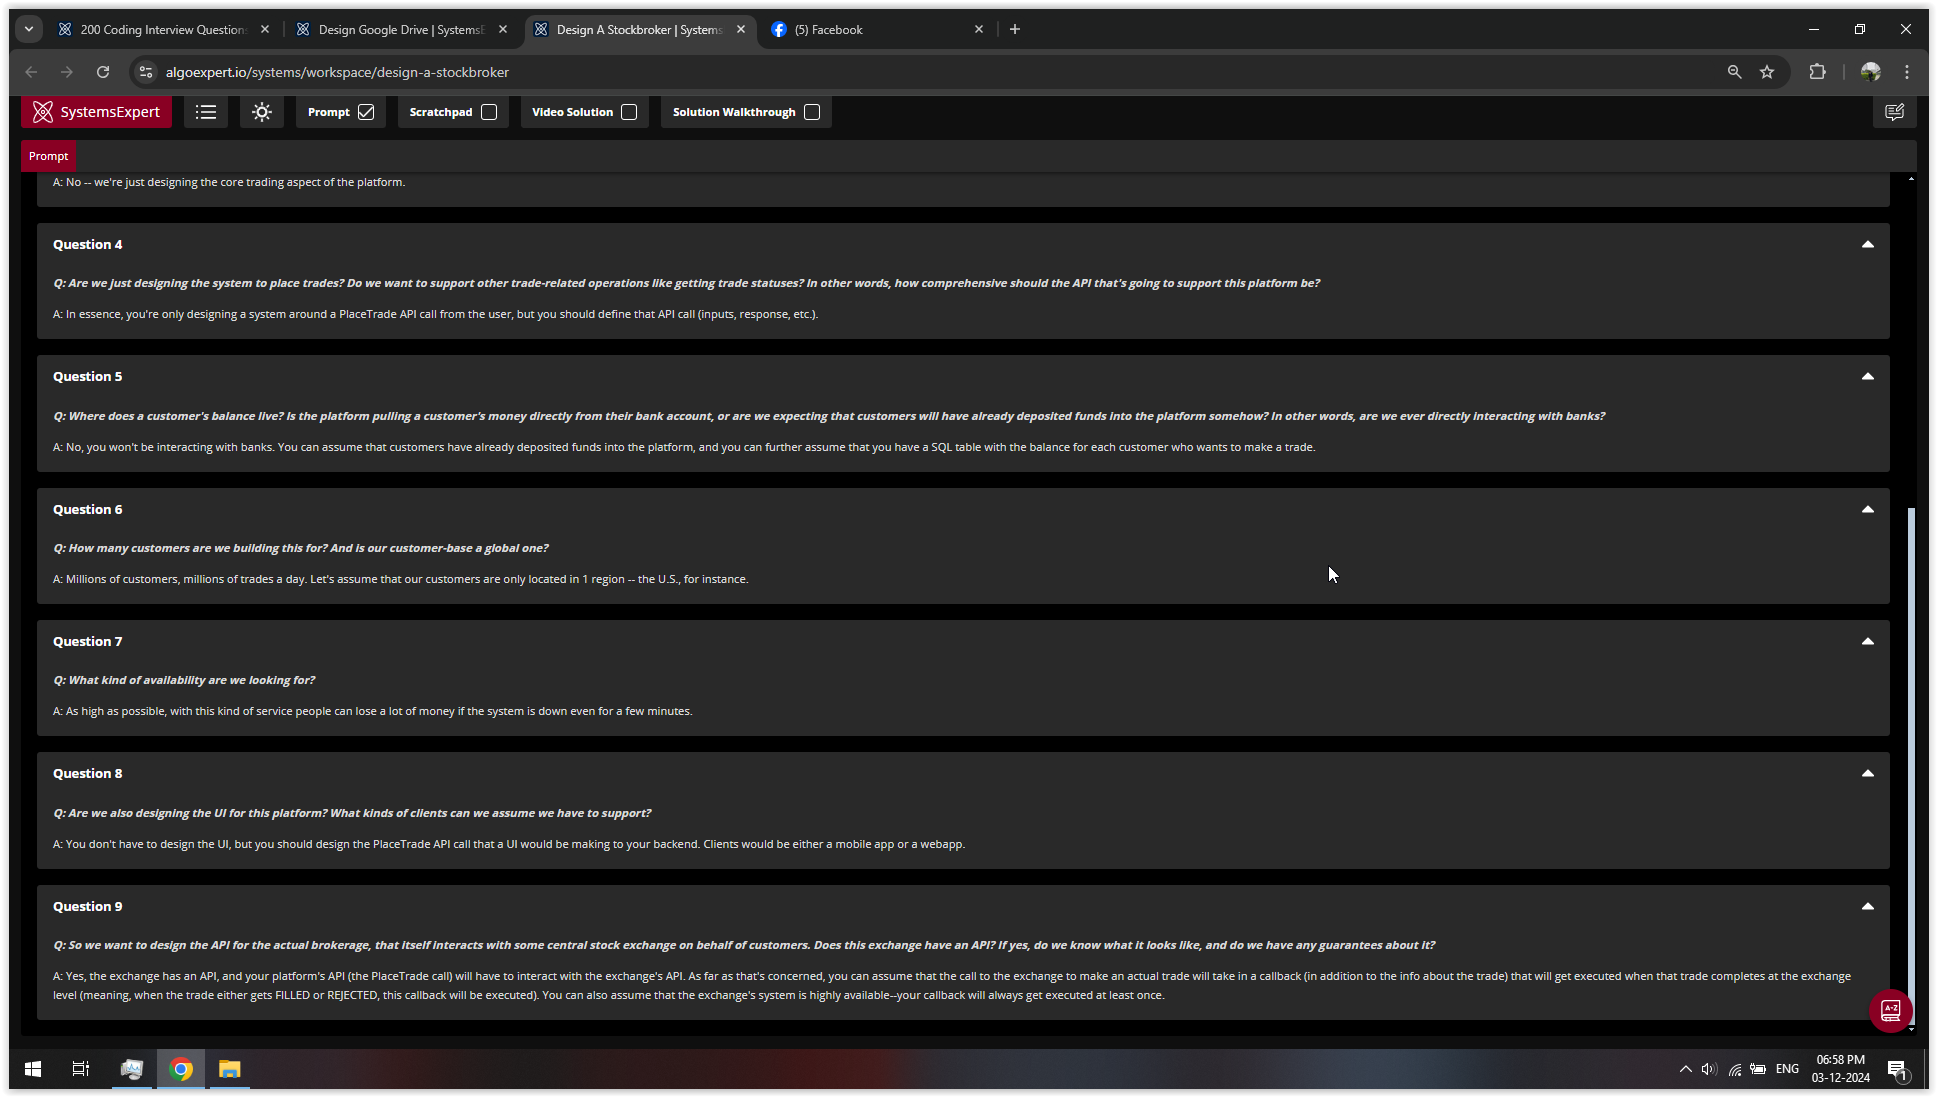 200 Coding Interview Question
Design Google Drive | SystemsE
Design A Stockbroker | Systems
(5) Facebook
algoexpert.io/systems/workspace/design-a-stockbroker
SystemsExpert
Prompt
Scratchpad
Video Solution
Solution Walkthrough
Prompt
A: No -- we're just designing the core trading aspect of the platform.
Question 4
Q: Are we just designing the system to place trades? Do we want to support other trade-related operations like getting trade statuses? In other words, how comprehensive should the API that's going to support this platform be?
A: In essence, you're only designing a system around a PlaceTrade API call from the user, but you should define that API call (inputs, response, etc.).
Question 5
Q: Where does a customer's balance live? Is the platform pulling a customer's money directly from their bank account, or are we expecting that customers will have already deposited funds into the platform somehow? In other words, are we ever directly interacting with banks?
A: No, you won't be interacting with banks. You can assume that customers have already deposited funds into the platform, and you can further assume that you have a SQL table with the balance for each customer who wants to make a trade.
Question 6
Q: How many customers are we building this for? And is our customer-base a global one?
A: Millions of customers, millions of trades a day. Let's assume that our customers are only located in 1 region -- the U.S., for instance.
Question 7
Q: What kind of availability are we looking for?
A: As high as possible, with this kind of service people can lose a lot of money if the system is down even for a few minutes.
Question 8
Q: Are we also designing the UI for this platform? What kinds of clients can we assume we have to support?
A: You don't have to design the UI, but you should design the PlaceTrade API call that a UI would be making to your backend. Clients would be either a mobile app or a webapp.
Question 9
Q: So we want to design the API for the actual brokerage, that itself interacts with some central stock exchange on behalf of customers. Does this exchange have an API? If yes, do we know what it looks like, and do we have any guarantees about it?
A: Yes, the exchange has an API, and your platform's API (the PlaceTrade call) will have to interact with the exchange's API. As far as that's concerned, you can assume that the call to the exchange to make an actual trade will take in a callback (in addition to the info about the trade) that will get executed when that trade completes at the exchange
level (meaning, when the trade either gets FILLED or REJECTED, this callback will be executed). You can also assume that the exchange's system is highly available--your callback will always get executed at least once.
A-Z
ENG
06:58 PM
03-12-2024
1